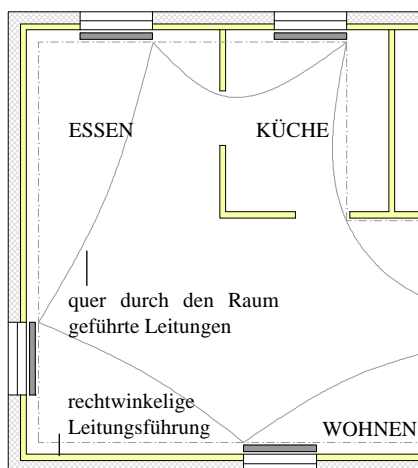 ESSEN
KÜCHE
quer durch den Raum
geführte Leitungen
rechtwinkelige
Leitungsführung
WOHNEN